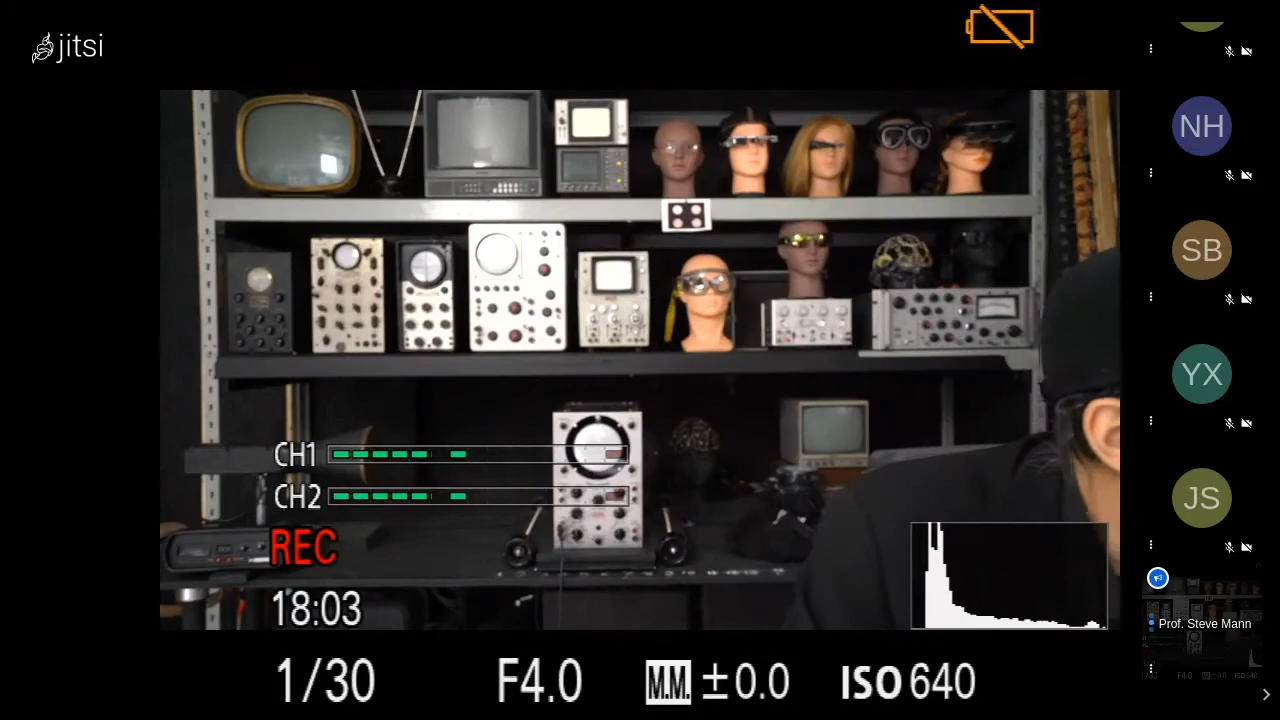 jitsi
NH
SB
YX
JS
Prof. Steve Mann
CH1
CH2
REC
18:03
1/30 F4.0 M.M. ±0.0 ISO 640